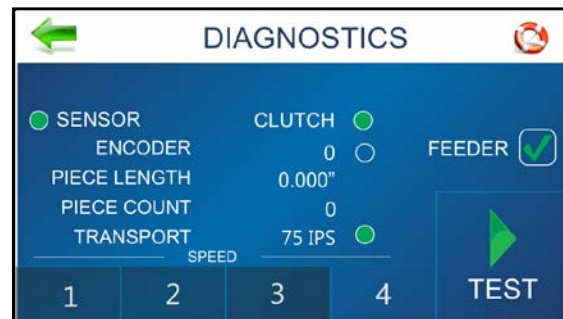 DIAGNOSTICS
SENSOR CLUTCH
ENCODER 0
FEEDER
PIECE LENGTH 0.000"
PIECE COUNT 0
TRANSPORT 75 IPS
SPEED
1 2 3 4 TEST